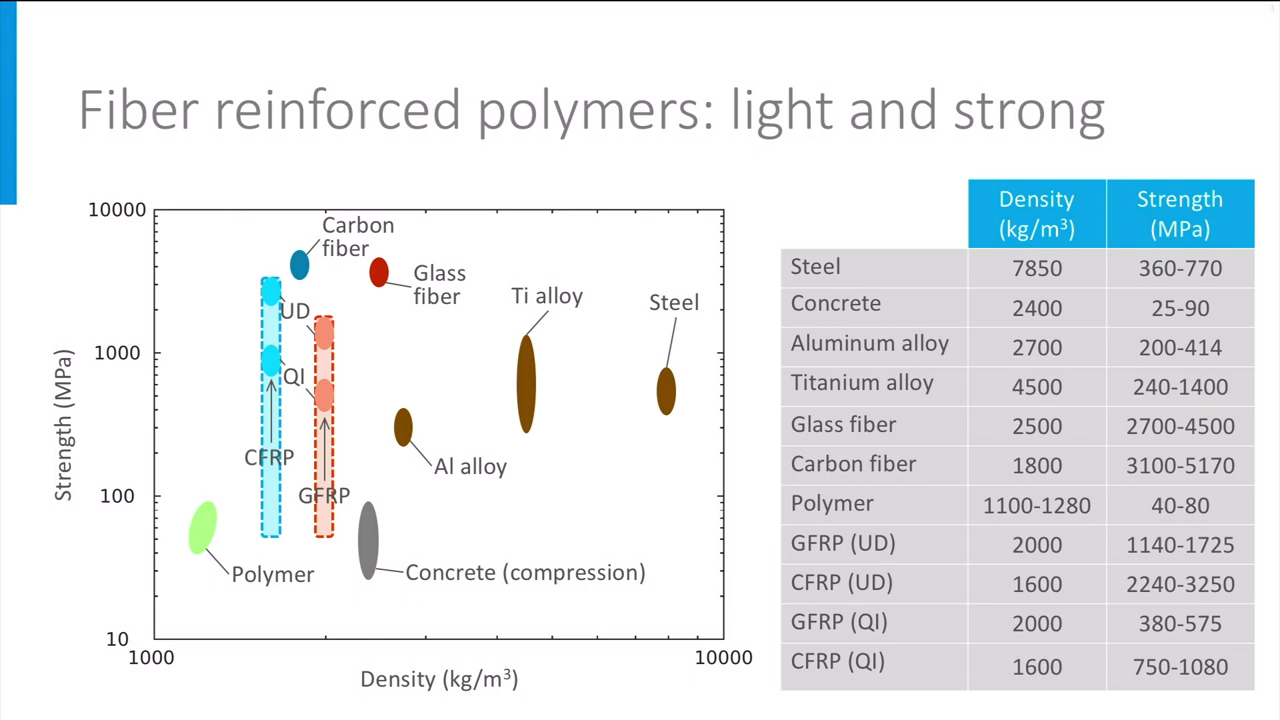 Fiber reinforced polymers: light and strong
10000
1000
100
10
1000
10000
Strength (MPa)
Density (kg/m³)
Carbon
fiber
Glass
fiber
UD
QI
CFRP
GFRP
Ti alloy
Steel
Al alloy
Polymer
Concrete (compression)
Density (kg/m³) Strength (MPa)
Steel 7850 360-770
Concrete 2400 25-90
Aluminum alloy 2700 200-414
Titanium alloy 4500 240-1400
Glass fiber 2500 2700-4500
Carbon fiber 1800 3100-5170
Polymer 1100-1280 40-80
GFRP (UD) 2000 1140-1725
CFRP (UD) 1600 2240-3250
GFRP (QI) 2000 380-575
CFRP (QI) 1600 750-1080